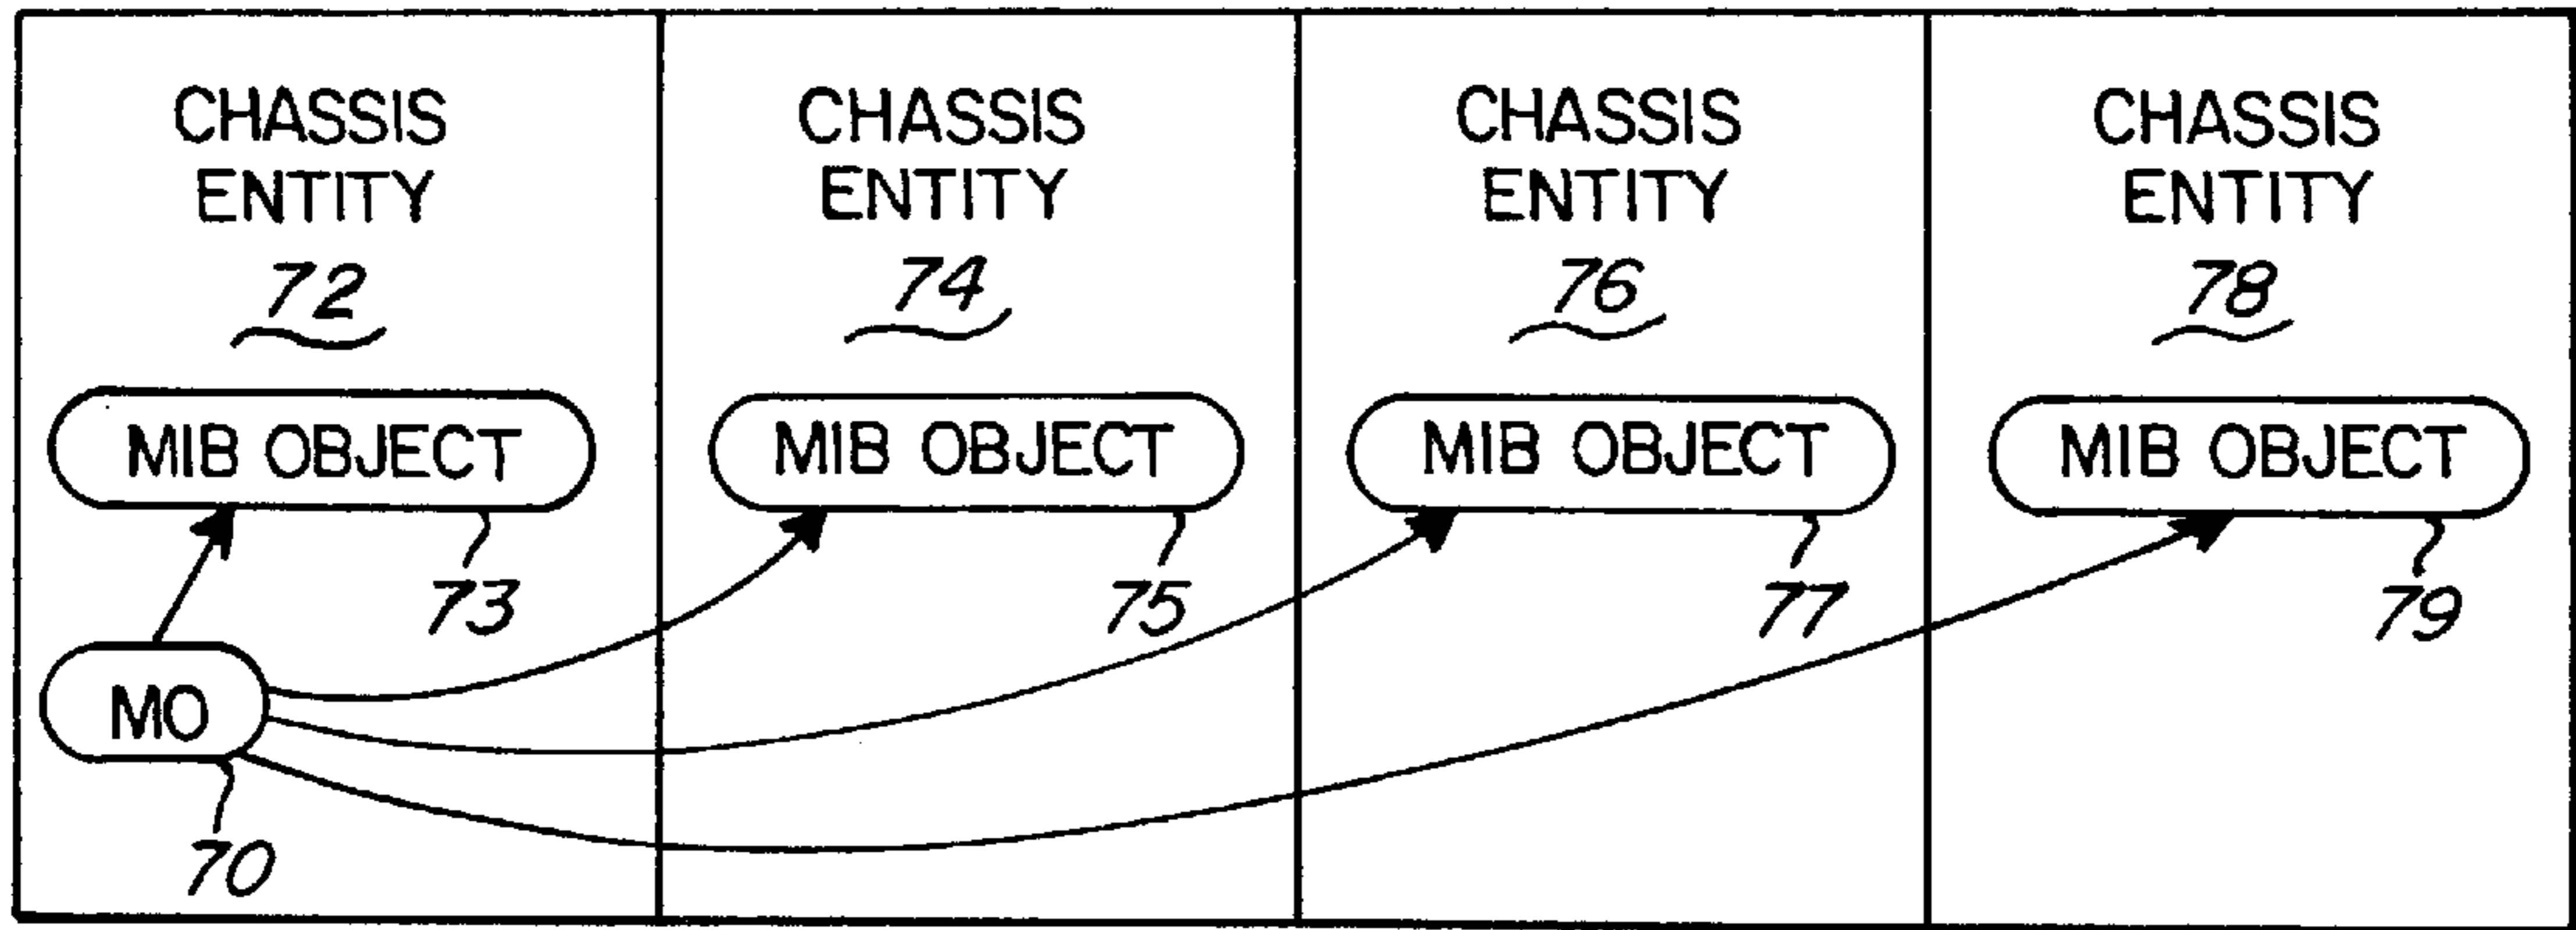 CHASSIS
ENTITY
72
CHASSIS
ENTITY
74
CHASSIS
ENTITY
76
CHASSIS
ENTITY
78
MIB OBJECT
MIB OBJECT
MIB OBJECT
MIB OBJECT
73
75
77
79
MO
70